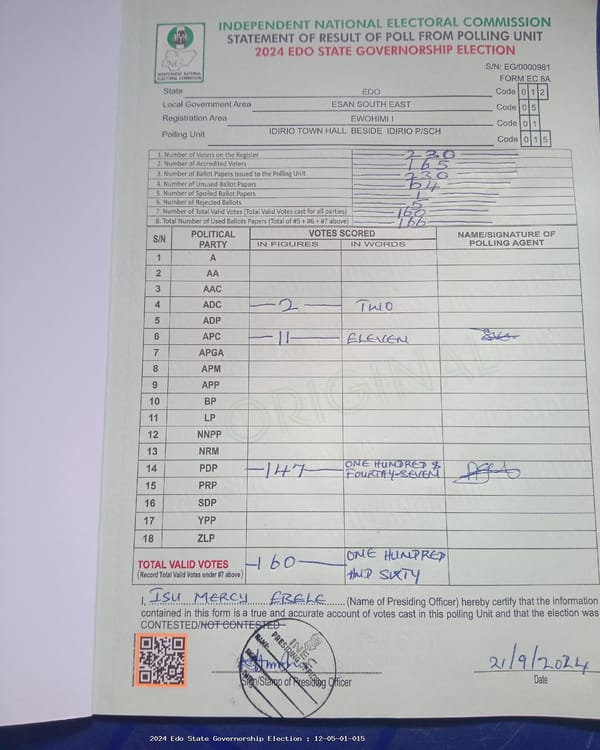 INDEPENDENT NATIONAL ELECTORAL COMMISSION
STATEMENT OF RESULT OF POLL FROM POLLING UNIT
2024 EDO STATE GOVERNORSHIP ELECTION
INEC
INDEPENDENT NATIONAL ELECTORAL COMMISSION
S/N: EG/0000981
FORM EC 8A
State EDO Code 0 1 2
Local Government Area ESAN SOUTH EAST Code 0 5
Registration Area EWOHIMI I Code 0 1
Polling Unit IDIRIO TOWN HALL BESIDE IDIRIO P/SCH Code 0 1 5
1. Number of Voters on the Register 230
2. Number of Accredited Voters 165
3. Number of Ballot Papers Issued to the Polling Unit 230
4. Number of Unused Ballot Papers 64
5. Number of Spoiled Ballot Papers 1
6. Number of Rejected Ballots 5
7. Number of Total Valid Votes (Total Valid Votes cast for all parties) 160
8. Total Number of Used Ballots Papers (Total of #5 + #6 + #7 above) 166
S/N POLITICAL PARTY VOTES SCORED NAME/SIGNATURE OF POLLING AGENT
IN FIGURES IN WORDS
1 A
2 AA
3 AAC
4 ADC 2 TWO
5 ADP
6 APC 11 ELEVEN
7 APGA
8 APM
9 APP
10 BP
11 LP
12 NNPP
13 NRM
14 PDP 147 ONE HUNDRED & FOURTAY-SEVEN
15 PRP
16 SDP
17 YPP
18 ZLP
ORIGINAL
TOTAL VALID VOTES 160 ONE HUNDRED
(Record Total Valid Votes under #7 above) AND SIXTY
I, ISU MERCY EBELE (Name of Presiding Officer) hereby certify that the information
contained in this form is a true and accurate account of votes cast in this polling Unit and that the election was
CONTESTED/NOT CONTESTED
INEC
PRESIDING OFFICER
NAME:
21/9/2024
Sign/Stamp of Presiding Officer Date
2024 Edo State Governorship Election : 12-05-01-015